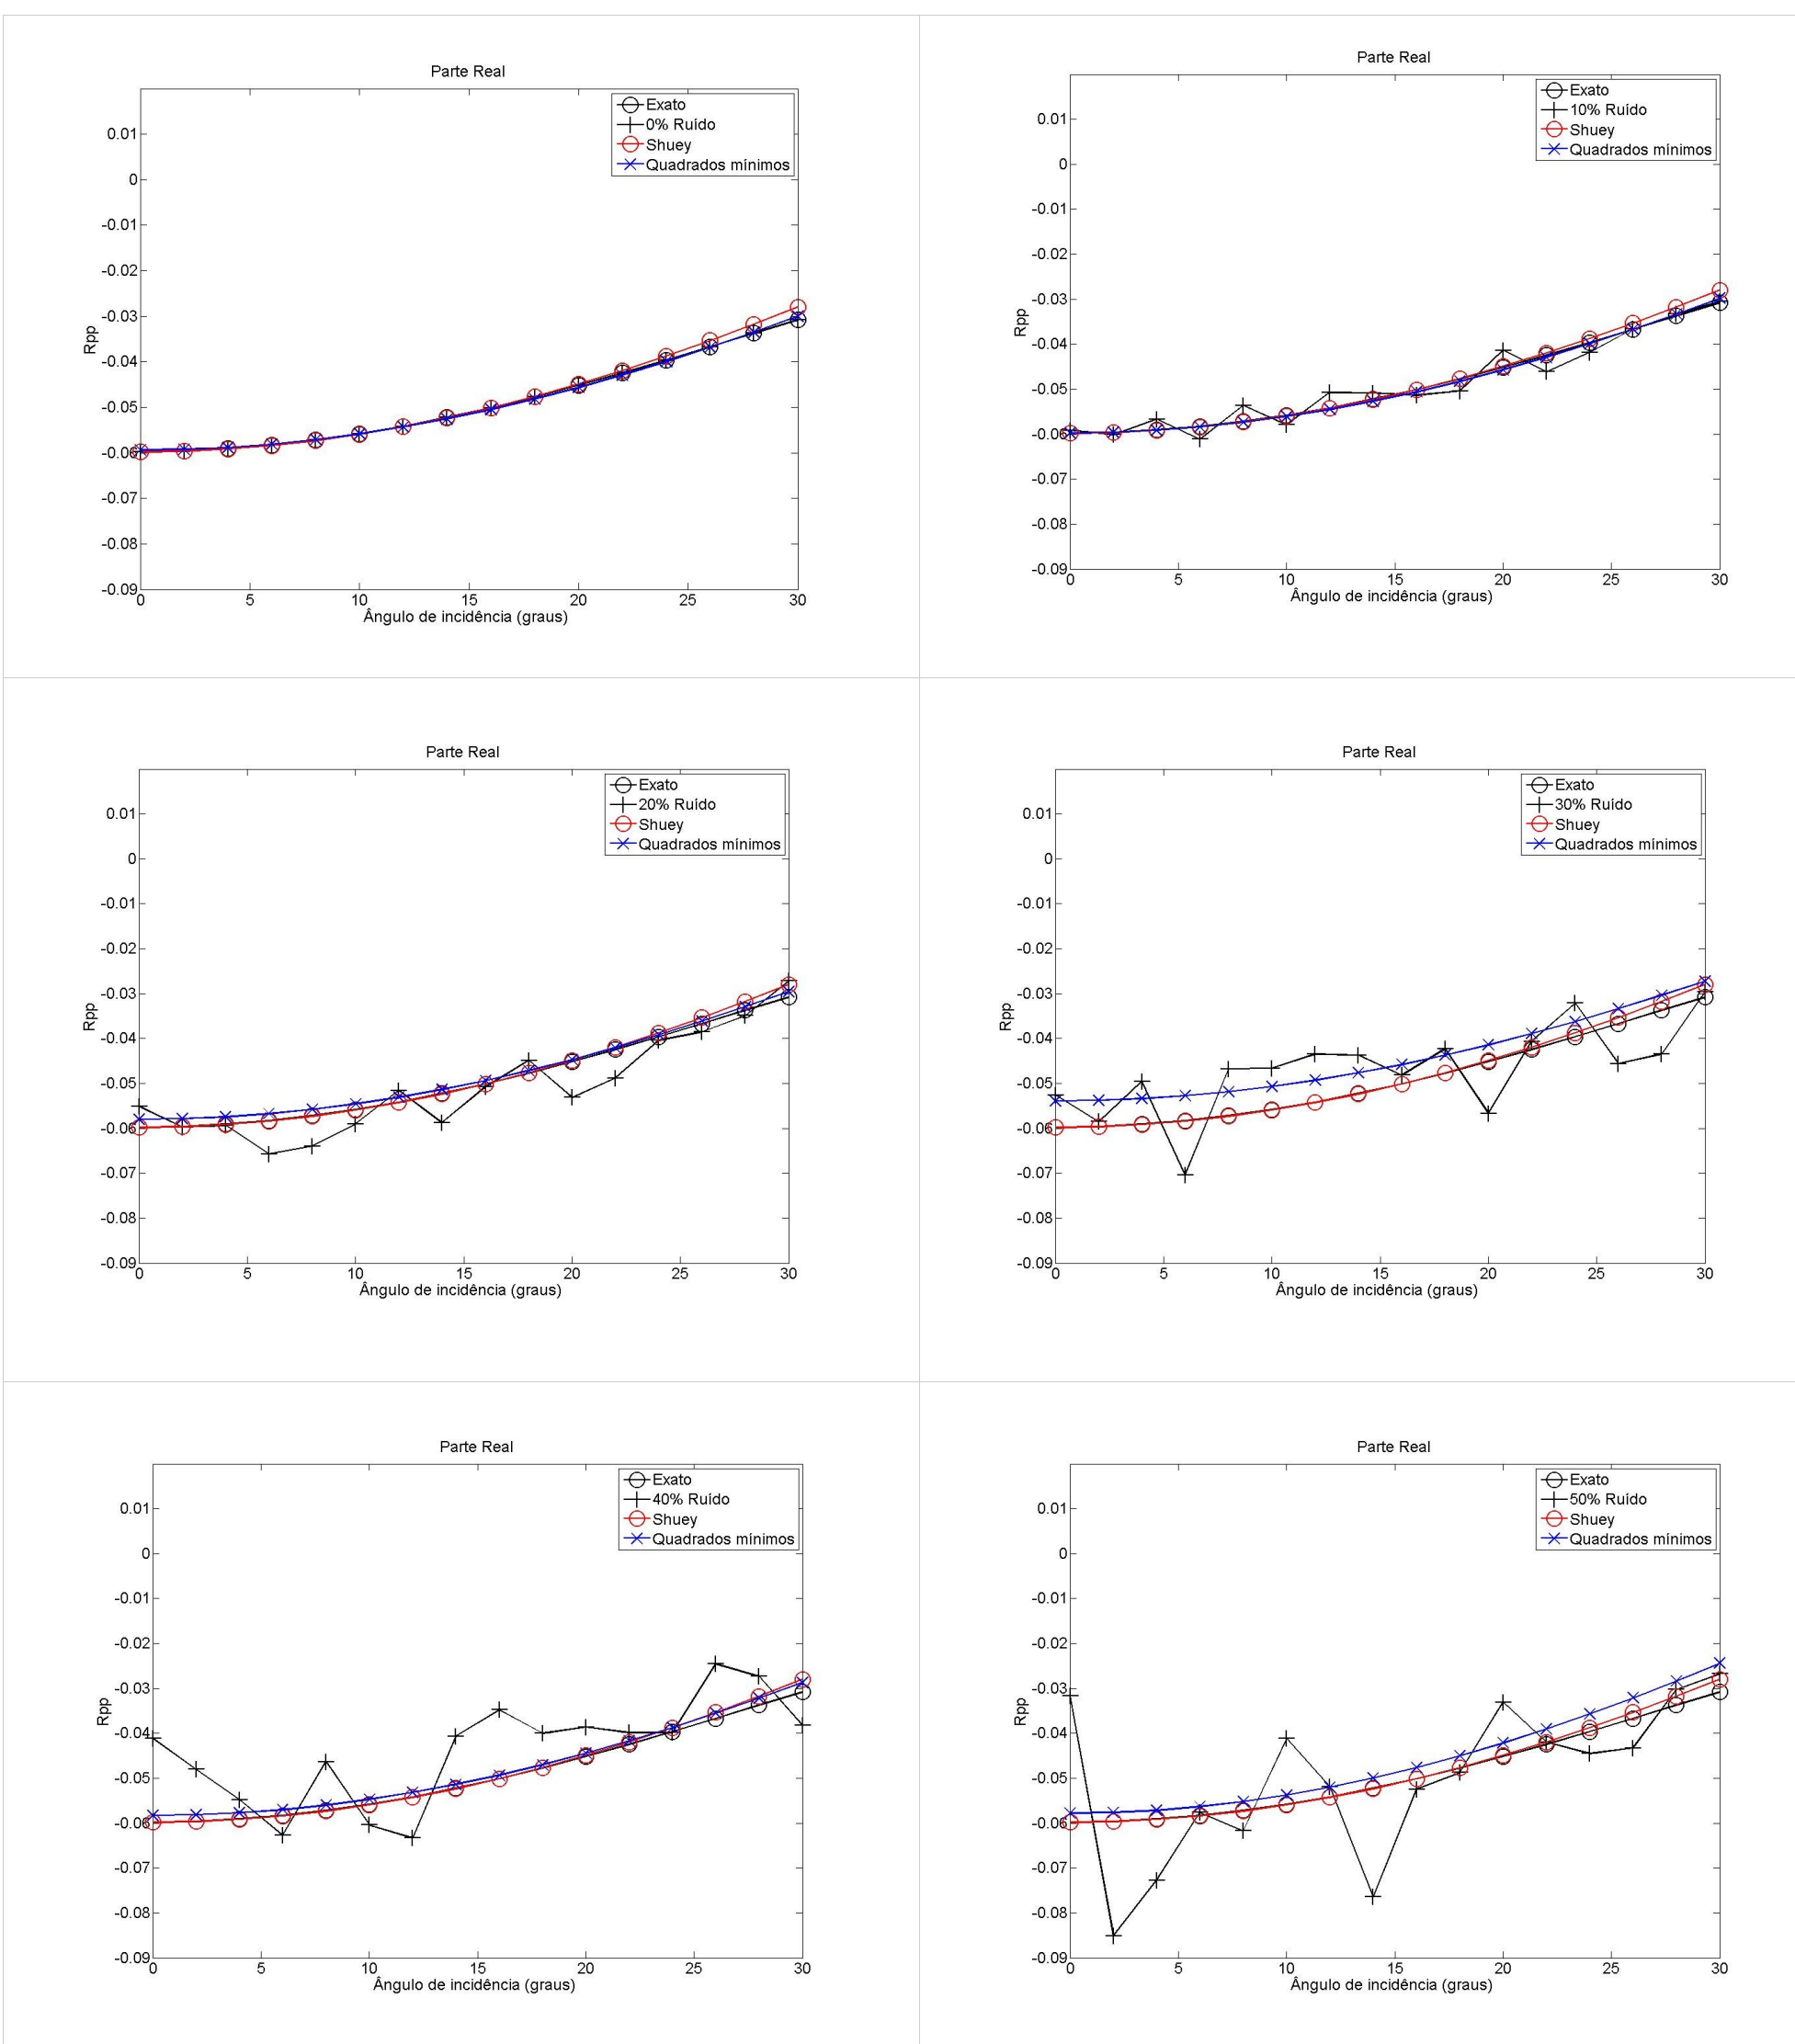 Parte Real
Exato
0% Ruído
Shuey
Quadrados mínimos
0.01
0
-0.01
-0.02
-0.03
-0.04
-0.05
-0.06
-0.07
-0.08
-0.09
Rpp
0 5 10 15 20 25 30
Ângulo de incidência (graus)
Parte Real
Exato
10% Ruído
Shuey
Quadrados mínimos
0.01
0
-0.01
-0.02
-0.03
-0.04
-0.05
-0.06
-0.07
-0.08
-0.09
Rpp
0 5 10 15 20 25 30
Ângulo de incidência (graus)
Parte Real
Exato
20% Ruído
Shuey
Quadrados mínimos
0.01
0
-0.01
-0.02
-0.03
-0.04
-0.05
-0.06
-0.07
-0.08
-0.09
Rpp
0 5 10 15 20 25 30
Ângulo de incidência (graus)
Parte Real
Exato
30% Ruído
Shuey
Quadrados mínimos
0.01
0
-0.01
-0.02
-0.03
-0.04
-0.05
-0.06
-0.07
-0.08
-0.09
Rpp
0 5 10 15 20 25 30
Ângulo de incidência (graus)
Parte Real
Exato
40% Ruído
Shuey
Quadrados mínimos
0.01
0
-0.01
-0.02
-0.03
-0.04
-0.05
-0.06
-0.07
-0.08
-0.09
Rpp
0 5 10 15 20 25 30
Ângulo de incidência (graus)
Parte Real
Exato
50% Ruído
Shuey
Quadrados mínimos
0.01
0
-0.01
-0.02
-0.03
-0.04
-0.05
-0.06
-0.07
-0.08
-0.09
Rpp
0 5 10 15 20 25 30
Ângulo de incidência (graus)